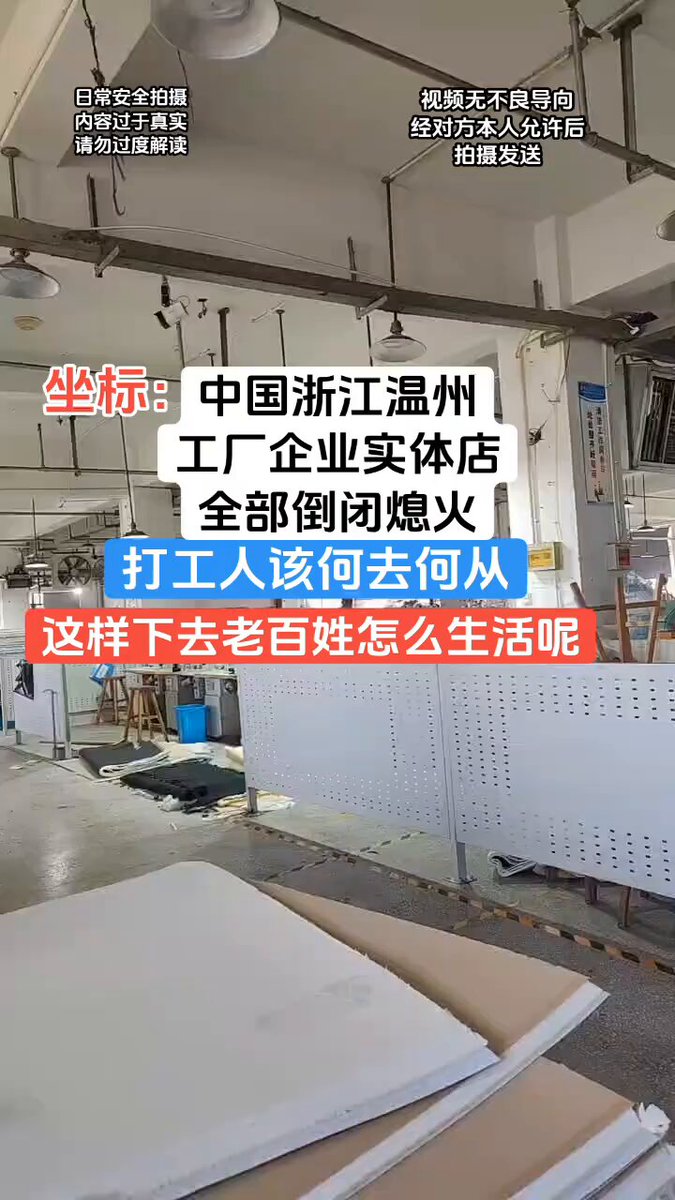 日常安全拍摄
内容过于真实
请勿过度解读
视频无不良导向
经对方本人允许后
拍摄发送
坐标：中国浙江温州
工厂企业实体店
全部倒闭熄火
打工人该何去何从
这样下去老百姓怎么生活呢